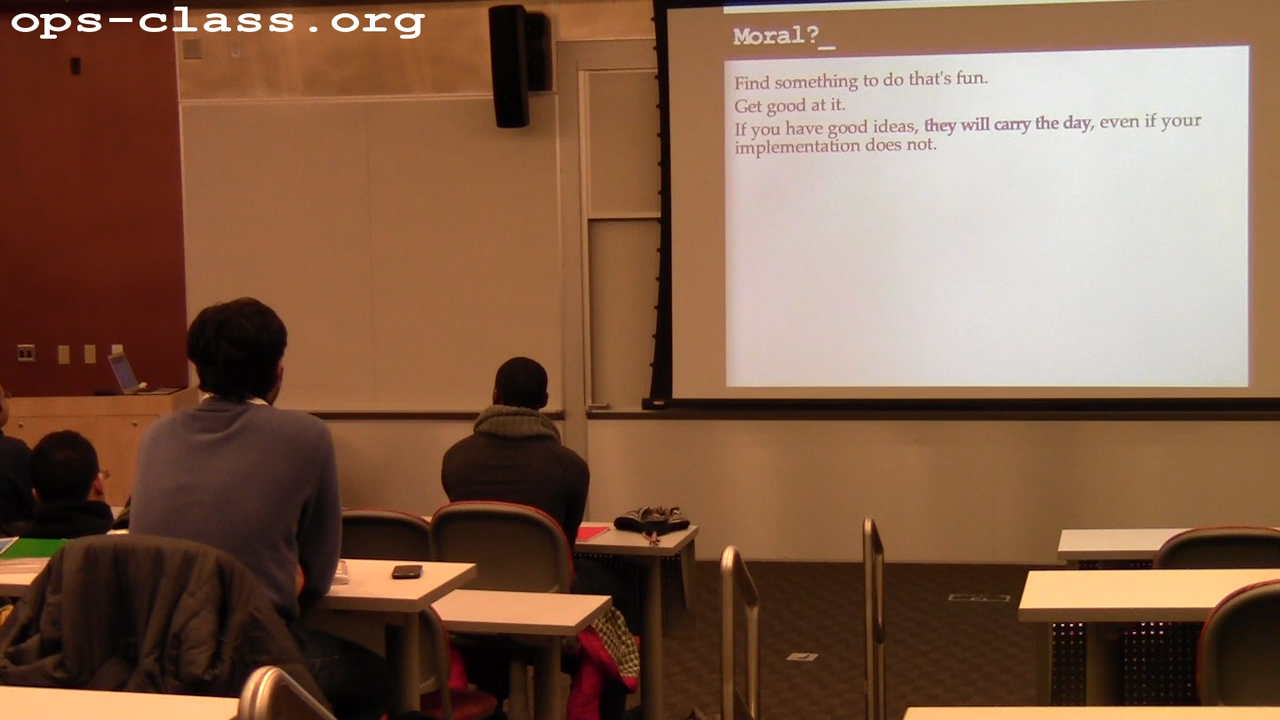 ops-class.org
Moral?_
Find something to do that's fun.
Get good at it.
If you have good ideas, they will carry the day, even if your
implementation does not.